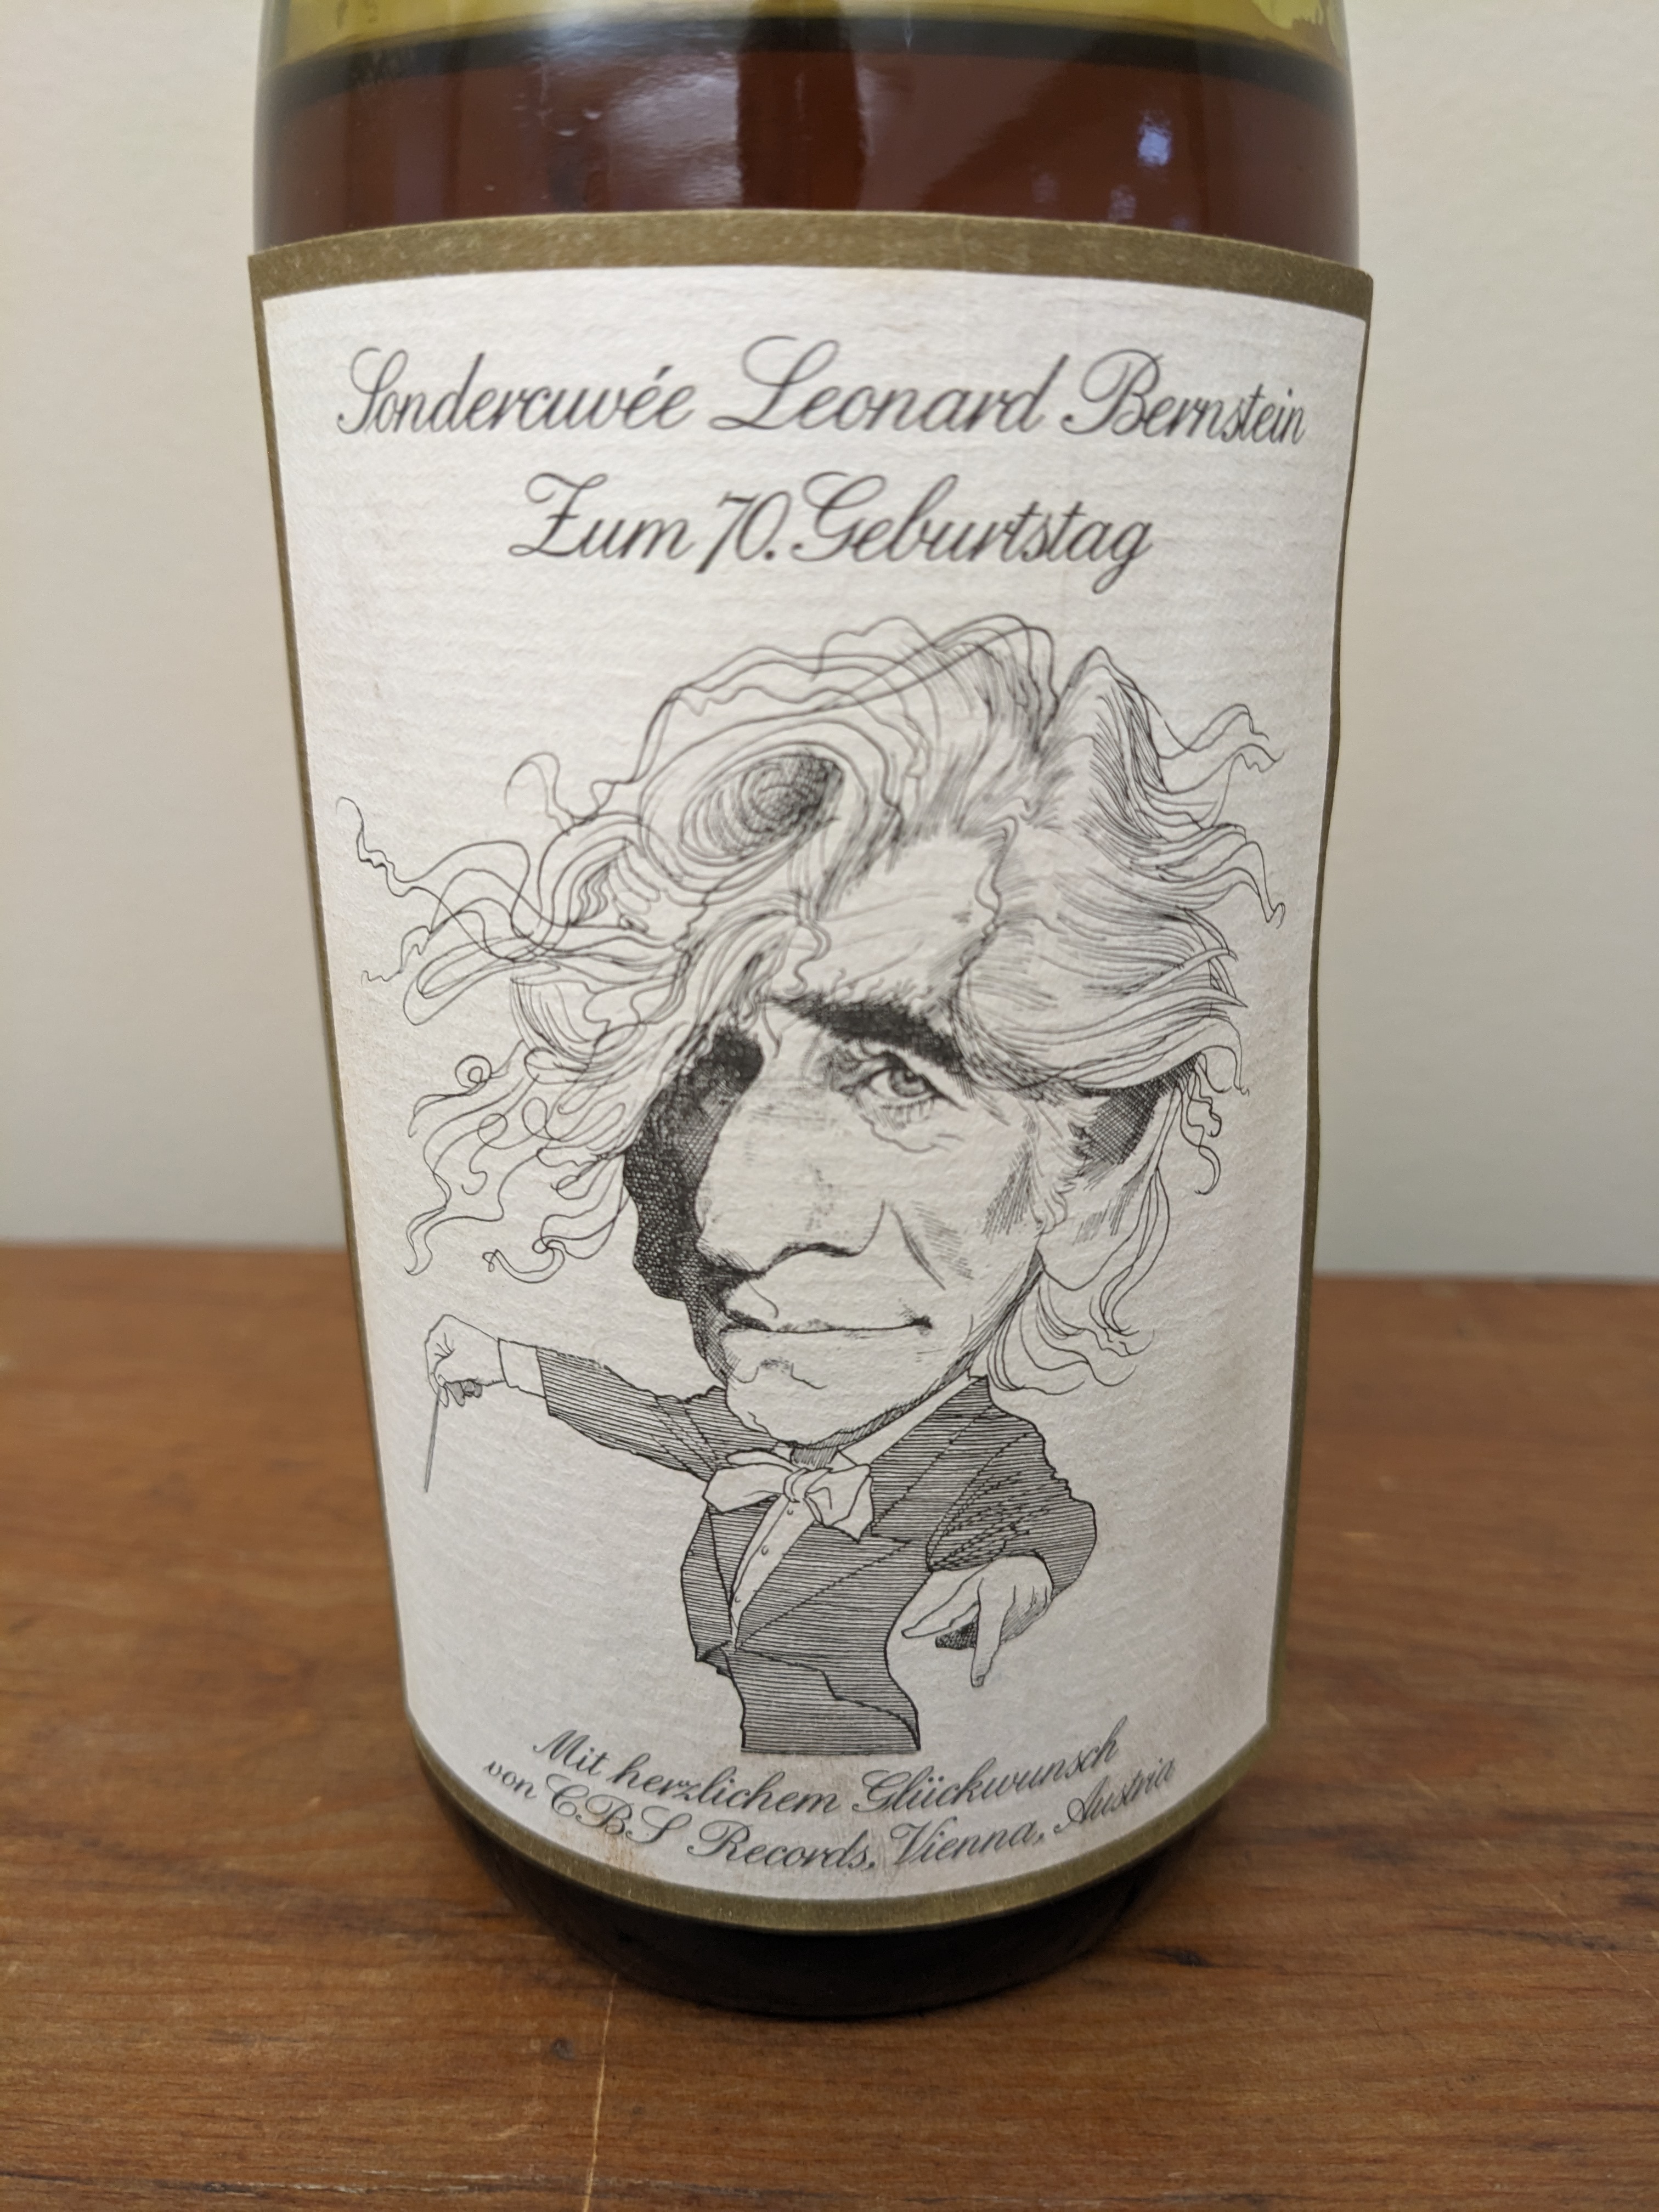 Sondercuvée Leonard Bernstein
Zum 70. Geburtstag
Mit herzlichem Glückwunsch
von CBS Records, Vienna, Austria